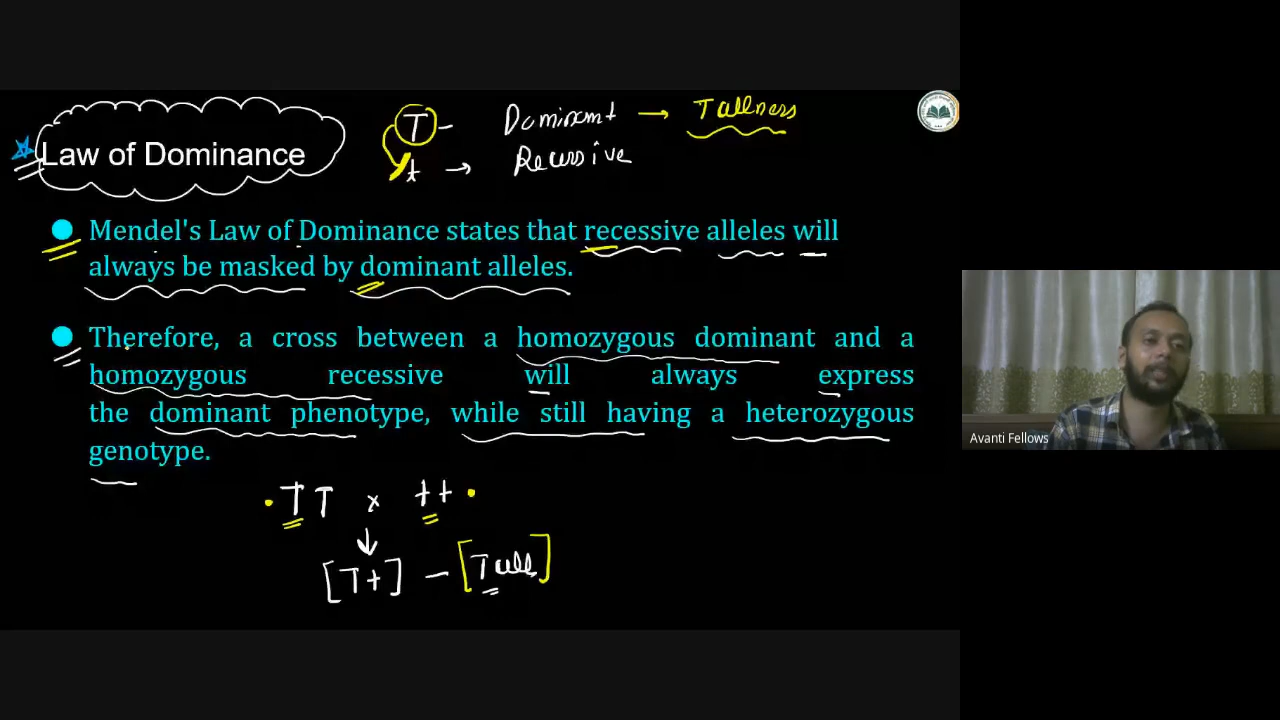 T - Dominant → Tallness
Law of Dominance
t → Recessive
Mendel's Law of Dominance states that recessive alleles will
always be masked by dominant alleles.
Therefore, a cross between a homozygous dominant and a
homozygous recessive will always express
the dominant phenotype, while still having a heterozygous
genotype.
TT x tt
[Tt] - [Tall]
Avanti Fellows